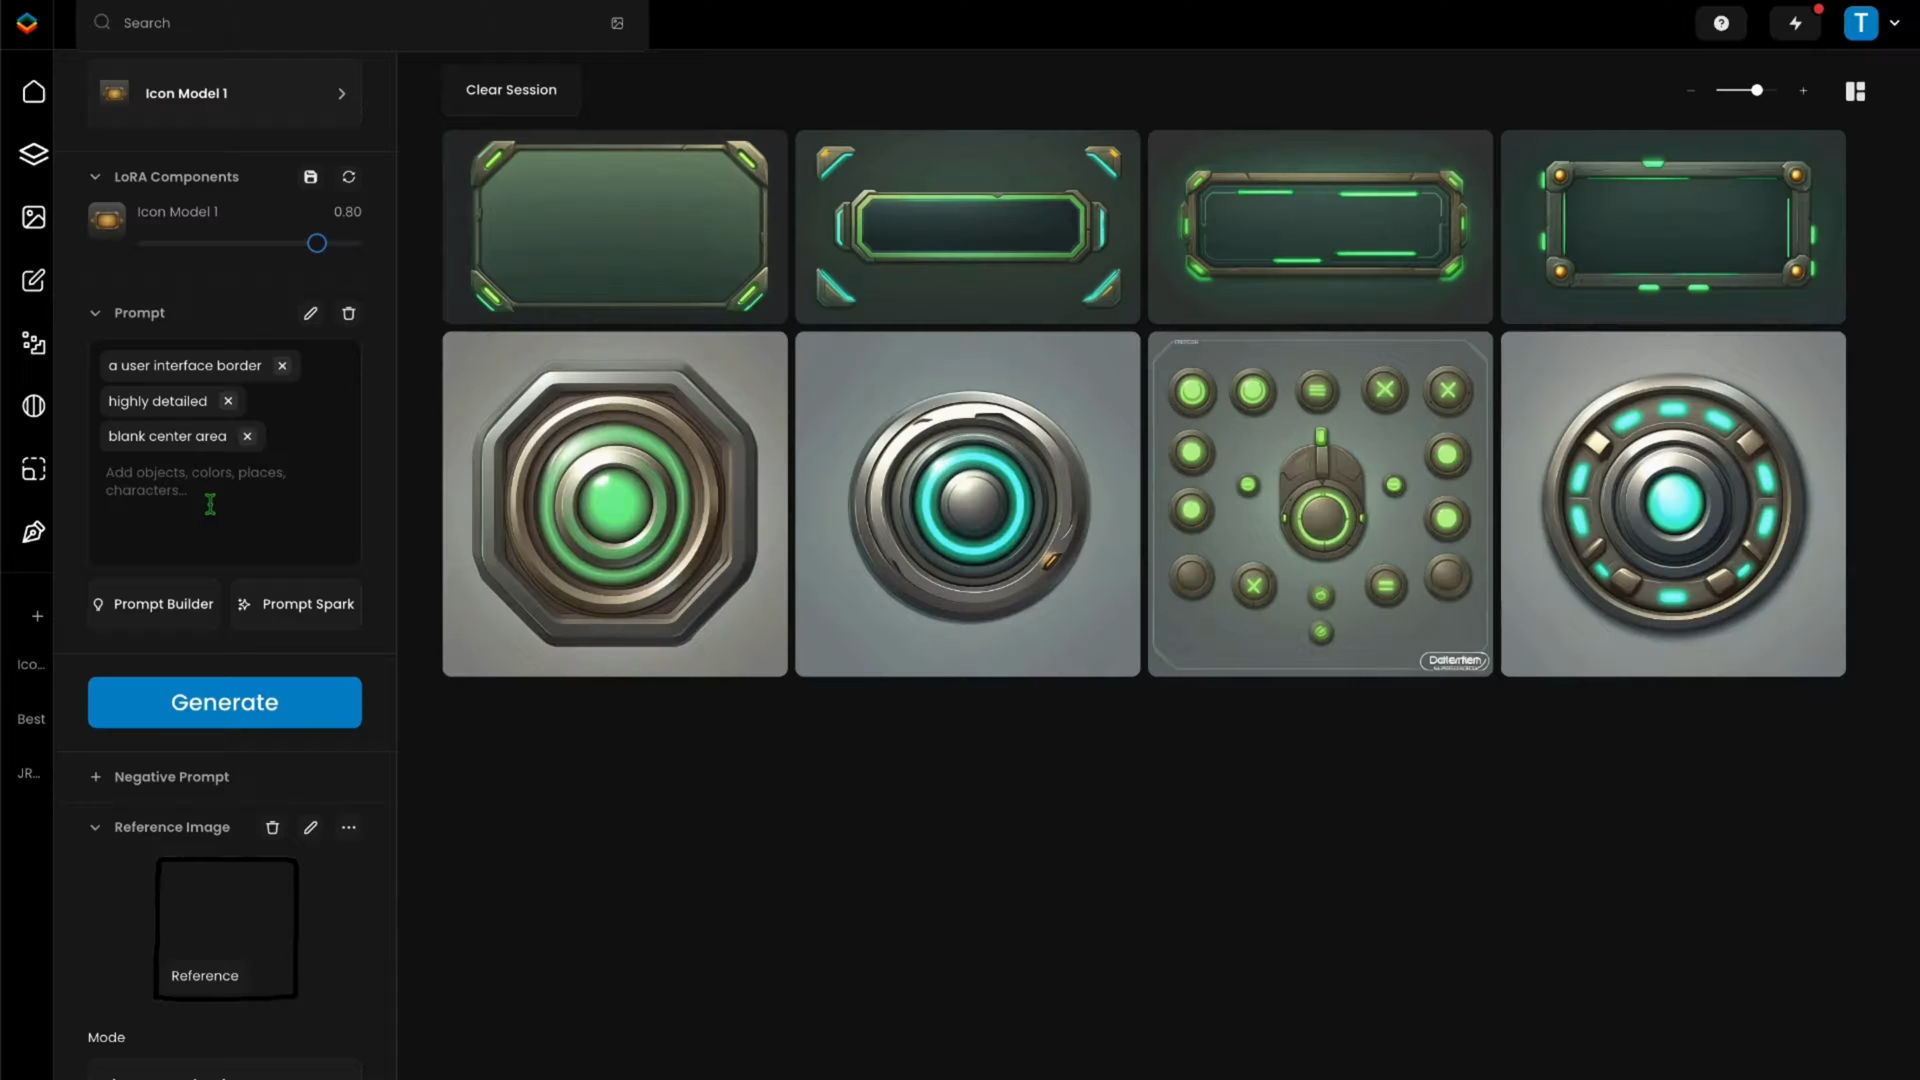 Search
T
Icon Model 1
Clear Session
LoRA Components
Icon Model 1 0.80
Prompt
a user interface border
highly detailed
blank center area
Add objects, colors, places,
characters...
Prompt Builder
Prompt Spark
Ico...
Generate
Best
JR...
Negative Prompt
Reference Image
Reference
Mode